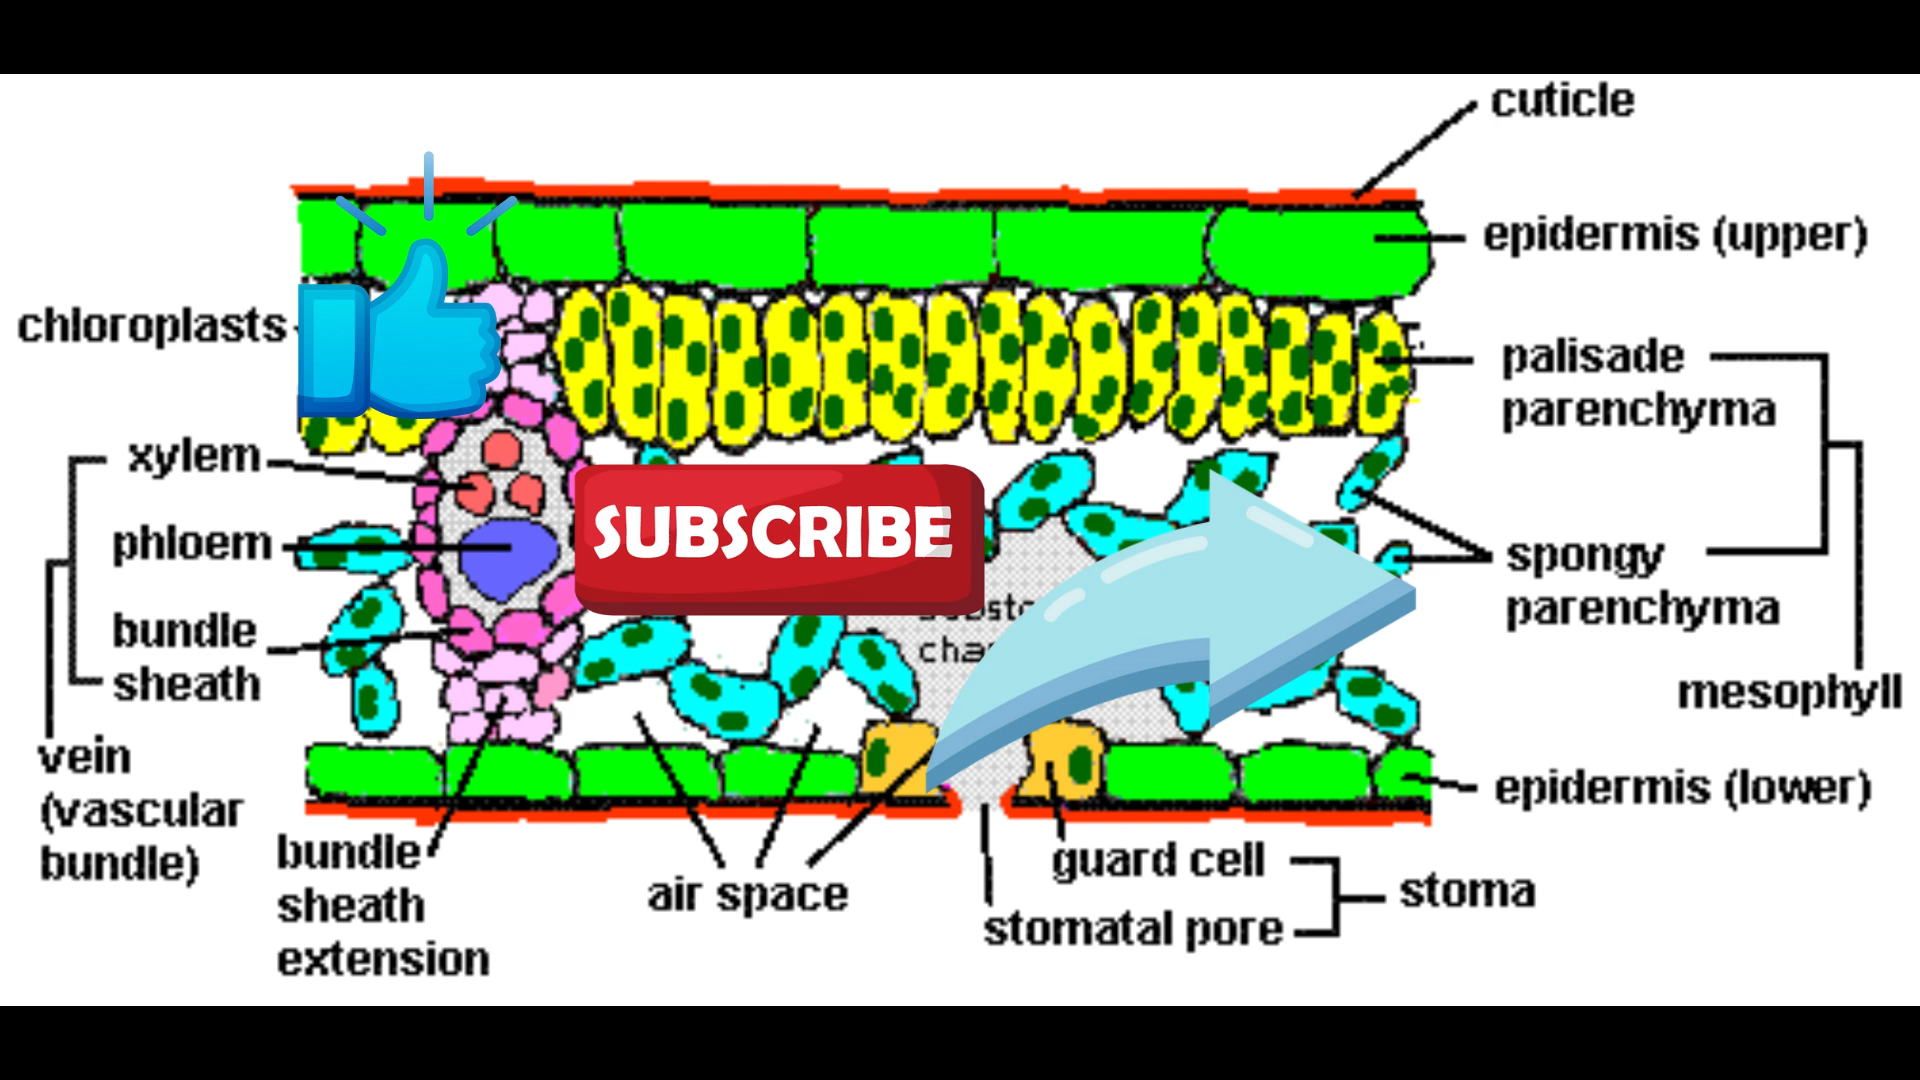 cuticle
epidermis (upper)
chloroplasts
palisade
parenchyma
xylem
phloem
SUBSCRIBE
spongy
parenchyma
bundle
sheath
mesophyll
vein
(vascular
bundle)
epidermis (lower)
bundle
sheath
extension
air space
guard cell
stomatal pore
stoma